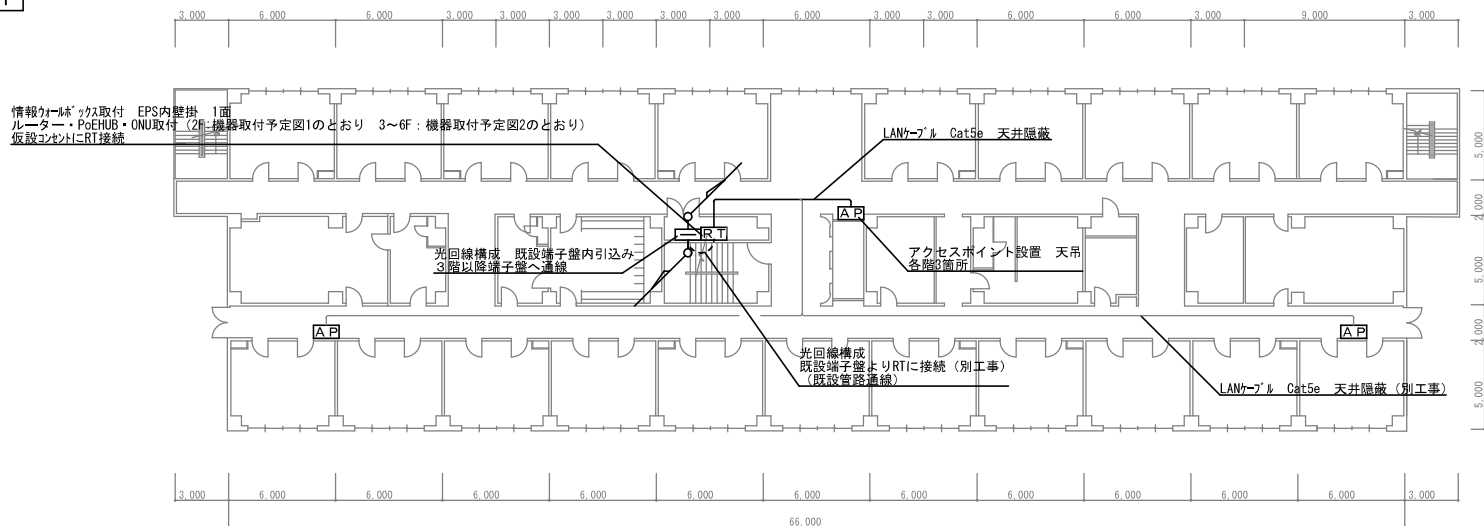 3,000 6,000 6,000 3,000 3,000 3,000 3,000 3,000 3,000 6,000 3,000 3,000 6,000 6,000 3,000 9,000 3,000
情報ウォールボックス取付 EPS内壁掛 1面
ルーター・PoEHUB・ONU取付（2F:機器取付予定図1のとおり 3～6F：機器取付予定図2のとおり）
仮設コンセントにRT接続
LANケーブル Cat5e 天井隠蔽
5,000
2,000
AP
RT
光回線構成 既設端子盤内引込み
３階以降端子盤へ通線
アクセスポイント設置 天吊
各階3箇所
5,000
AP
AP
2,000
光回線構成
既設端子盤よりRTに接続（別工事）
（既設管路通線）
LANケーブル Cat5e 天井隠蔽（別工事）
5,000
3,000 6,000 6,000 6,000 6,000 6,000 6,000 6,000 6,000 6,000 6,000 6,000 3,000
66,000